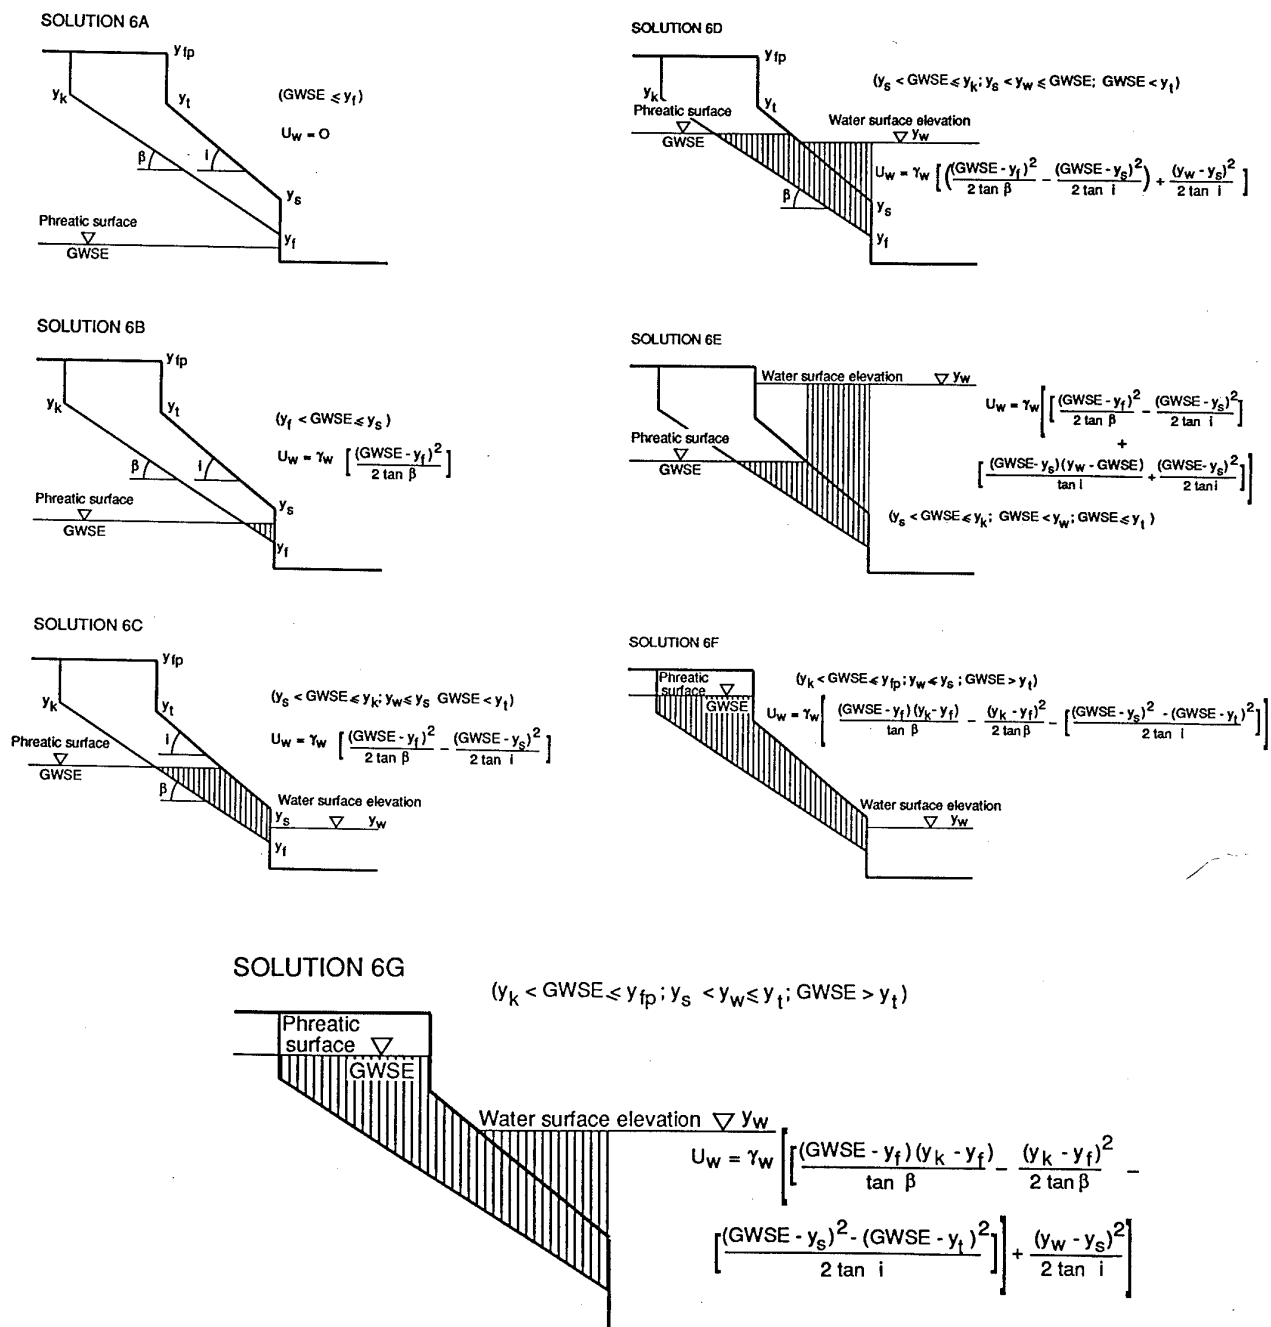 SOLUTION 6A
y_fp
y_k
y_t
(GWSE ⩽ y_f)
U_w = O
β
i
y_s
Phreatic surface
GWSE
y_f
SOLUTION 6B
y_fp
y_k
y_t
(y_f < GWSE ⩽ y_s)
U_w = γ_w [ (GWSE - y_f)^2 / 2 tan β ]
β
i
y_s
Phreatic surface
GWSE
y_f
SOLUTION 6C
y_fp
y_k
y_t
(y_s < GWSE ⩽ y_k; y_w ⩽ y_s GWSE < y_t)
U_w = γ_w [ (GWSE - y_f)^2 / 2 tan β - (GWSE - y_s)^2 / 2 tan i ]
i
Phreatic surface
GWSE
β
Water surface elevation
y_s
y_w
y_f
SOLUTION 6D
y_fp
(y_s < GWSE ⩽ y_k; y_s < y_w ⩽ GWSE; GWSE < y_t)
y_k
y_t
Phreatic surface
GWSE
Water surface elevation
y_w
U_w = γ_w [ ( (GWSE - y_f)^2 / 2 tan β - (GWSE - y_s)^2 / 2 tan i ) + (y_w - y_s)^2 / 2 tan i ]
β
y_s
y_f
SOLUTION 6E
Water surface elevation y_w
U_w = γ_w [ [ (GWSE - y_f)^2 / 2 tan β - (GWSE - y_s)^2 / 2 tan i ]
+
[ (GWSE - y_s)(y_w - GWSE) / tan i + (GWSE - y_s)^2 / 2 tan i ] ]
Phreatic surface
GWSE
(y_s < GWSE ⩽ y_k; GWSE < y_w; GWSE ⩽ y_t)
SOLUTION 6F
Phreatic
surface
GWSE
(y_k < GWSE ⩽ y_fp; y_w ⩽ y_s; GWSE > y_t)
U_w = γ_w [ (GWSE - y_f)(y_k - y_f) / tan β - (y_k - y_f)^2 / 2 tan β - [ (GWSE - y_s)^2 - (GWSE - y_t)^2 / 2 tan i ] ]
Water surface elevation
y_w
SOLUTION 6G
(y_k < GWSE ⩽ y_fp; y_s < y_w ⩽ y_t; GWSE > y_t)
Phreatic
surface
GWSE
Water surface elevation y_w
U_w = γ_w [ [ (GWSE - y_f)(y_k - y_f) / tan β - (y_k - y_f)^2 / 2 tan β -
[ (GWSE - y_s)^2 - (GWSE - y_t)^2 / 2 tan i ] ] + (y_w - y_s)^2 / 2 tan i ]